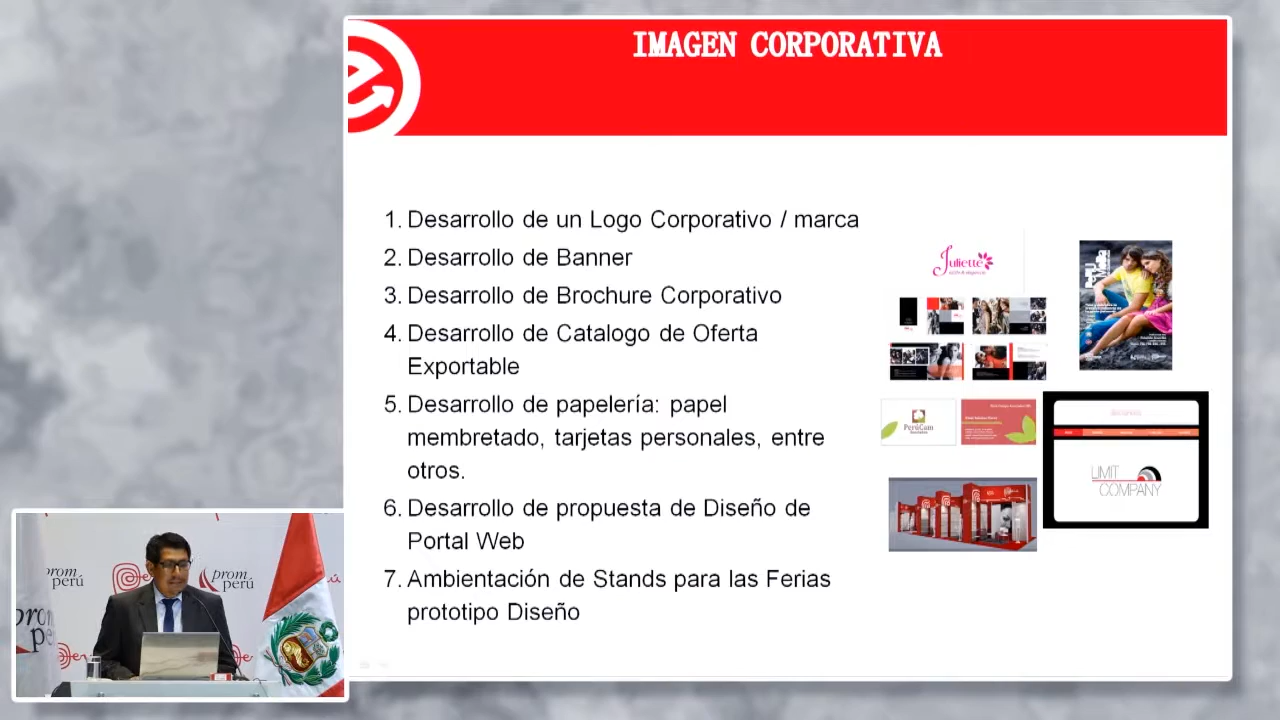 IMAGEN CORPORATIVA
1. Desarrollo de un Logo Corporativo / marca
2. Desarrollo de Banner
3. Desarrollo de Brochure Corporativo
4. Desarrollo de Catalogo de Oferta
Exportable
5. Desarrollo de papelería: papel
membretado, tarjetas personales, entre
otros.
6. Desarrollo de propuesta de Diseño de
Portal Web
7. Ambientación de Stands para las Ferias
prototipo Diseño
Juliette
PerúCam
LIMIT
COMPANY
prom
perú
prom
perú
prom
pe